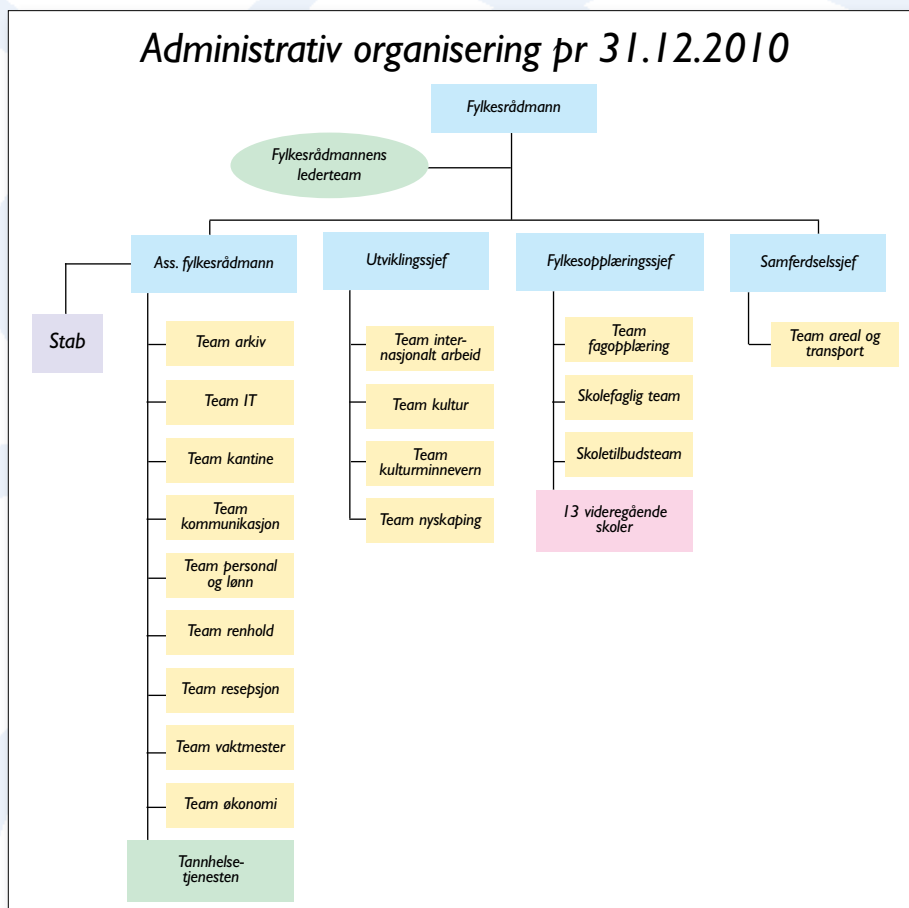 Administrativ organisering pr 31.12.2010
Fylkesrådmann
Fylkesrådmannens
lederteam
Ass. fylkesrådmann
Utviklingssjef
Fylkesopplæringssjef
Samferdselssjef
Stab
Team arkiv
Team IT
Team kantine
Team
kommunikasjon
Team personal
og lønn
Team renhold
Team resepsjon
Team vaktmester
Team økonomi
Tannhelse-
tjenesten
Team inter-
nasjonalt arbeid
Team kultur
Team
kulturminnevern
Team nyskaping
Team
fagopplæring
Skolefaglig team
Skoletilbudsteam
13 videregående
skoler
Team areal og
transport